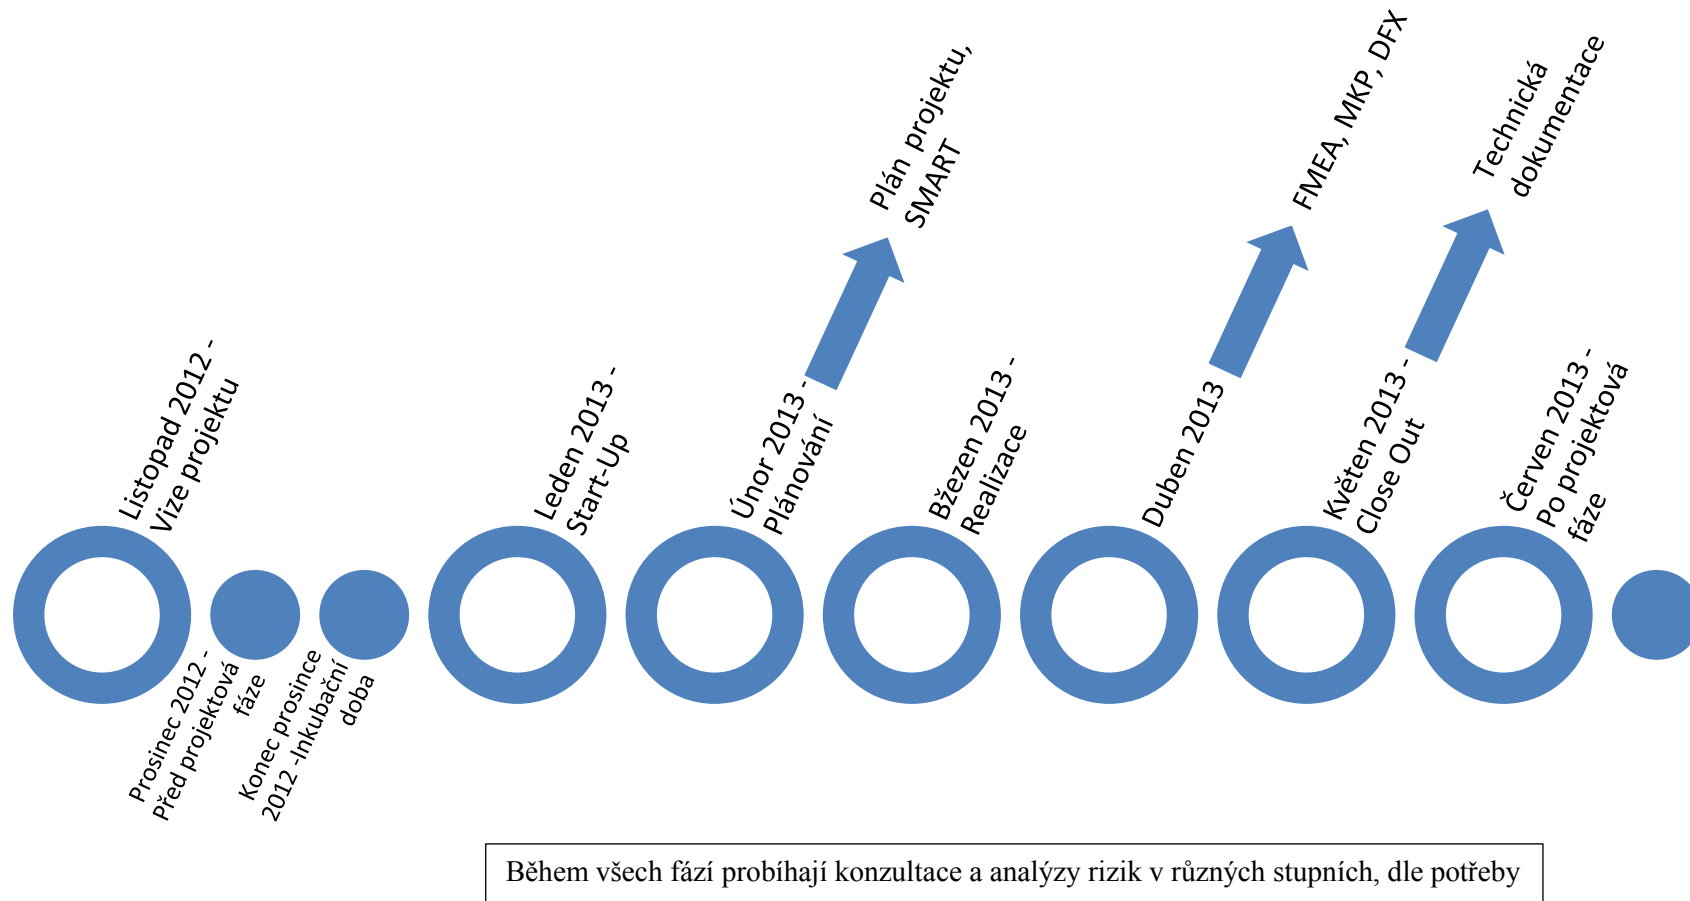 Listopad 2012 -
Vize projektu
Prosinec 2012 -
Před projektová
fáze
Konec prosince
2012 -Inkubační
doba
Leden 2013 -
Start-Up
Únor 2013 -
Plánování
Plán projektu,
SMART
Bžezen 2013 -
Realizace
Duben 2013
FMEA, MKP, DFX
Květen 2013 -
Close Out
Technická
dokumentace
Červen 2013 -
Po projektová
fáze
Během všech fází probíhají konzultace a analýzy rizik v různých stupních, dle potřeby